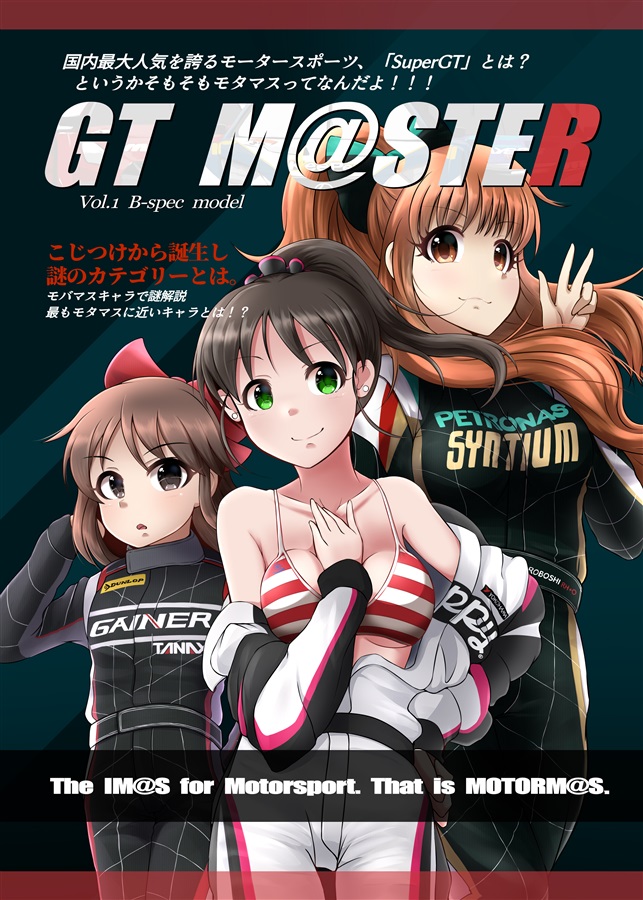 国内最大人気を誇るモータースポーツ、「SuperGT」とは？
というかそもそもモタマスってなんだよ！！！
GT M@STER
Vol.1 B-spec model
こじつけから誕生し
謎のカテゴリーとは。
モバマスキャラで謎解説
最もモタマスに近いキャラとは！？
PETRONAS
SYNTIUM
ROBOSHI
DUNLOP
GAINER
TANAX
The IM@S for Motorsport. That is MOTORM@S.